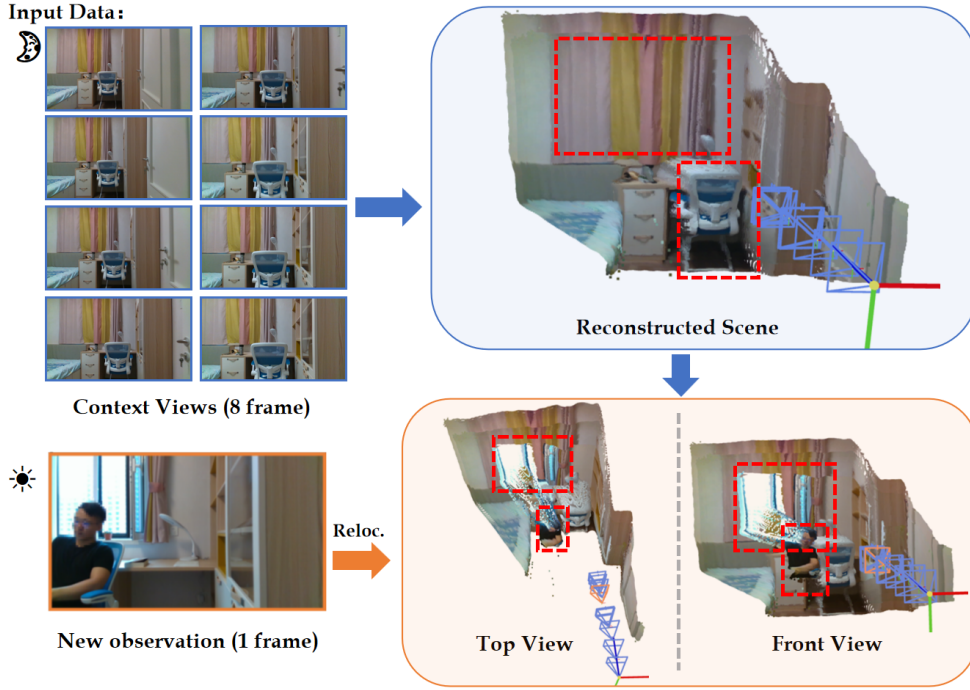 Input Data:
Reconstructed Scene
Context Views (8 frame)
Reloc.
New observation (1 frame)
Top View
Front View